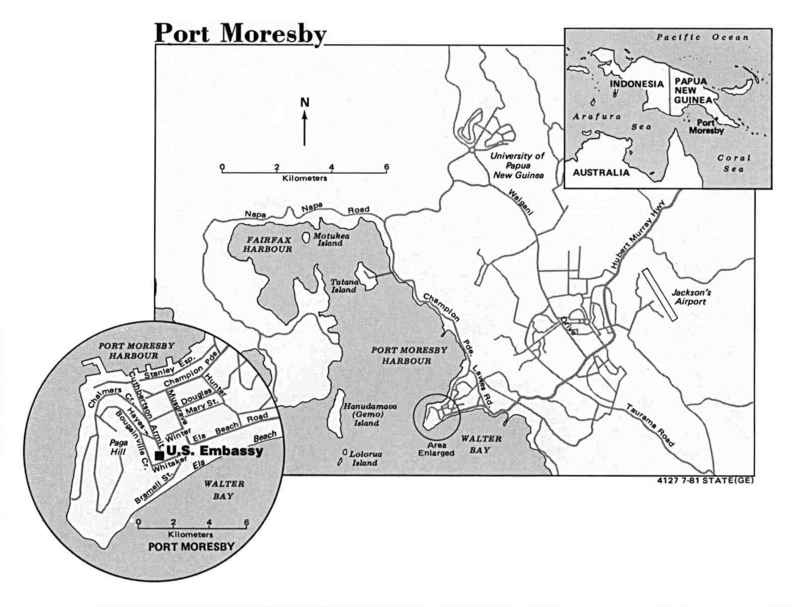 Port Moresby
Pacific Ocean
INDONESIA
PAPUA
NEW
GUINEA
Port
Moresby
Arafura
Sea
Coral
Sea
AUSTRALIA
N
0 2 4 6
Kilometers
University of
Papua
New Guinea
Waigani
Hubert Murray Hwy
Napa Napa Road
FAIRFAX
HARBOUR
Motukea
Island
Tatana
Island
Jackson's
Airport
Champion
Pde.
Drive
PORT MORESBY
HARBOUR
Lawes Rd
Hanudamava
(Gemo)
Island
Area
Enlarged
WALTER
BAY
Taurama Road
Lolorua
Island
4127 7-81 STATE(GE)
PORT MORESBY
HARBOUR
Stanley Esp.
Champion Pde.
Chalmers Cr.
Cuthbertson
Musgrave
Hunter
Douglas
Mary St.
Hayes
Bougainville Cr.
Armit
Winter
Ela Beach Road
Paga
Hill
U.S. Embassy
Whitaker
Ela Beach
Bramell St.
WALTER
BAY
0 2 4 6
Kilometers
PORT MORESBY